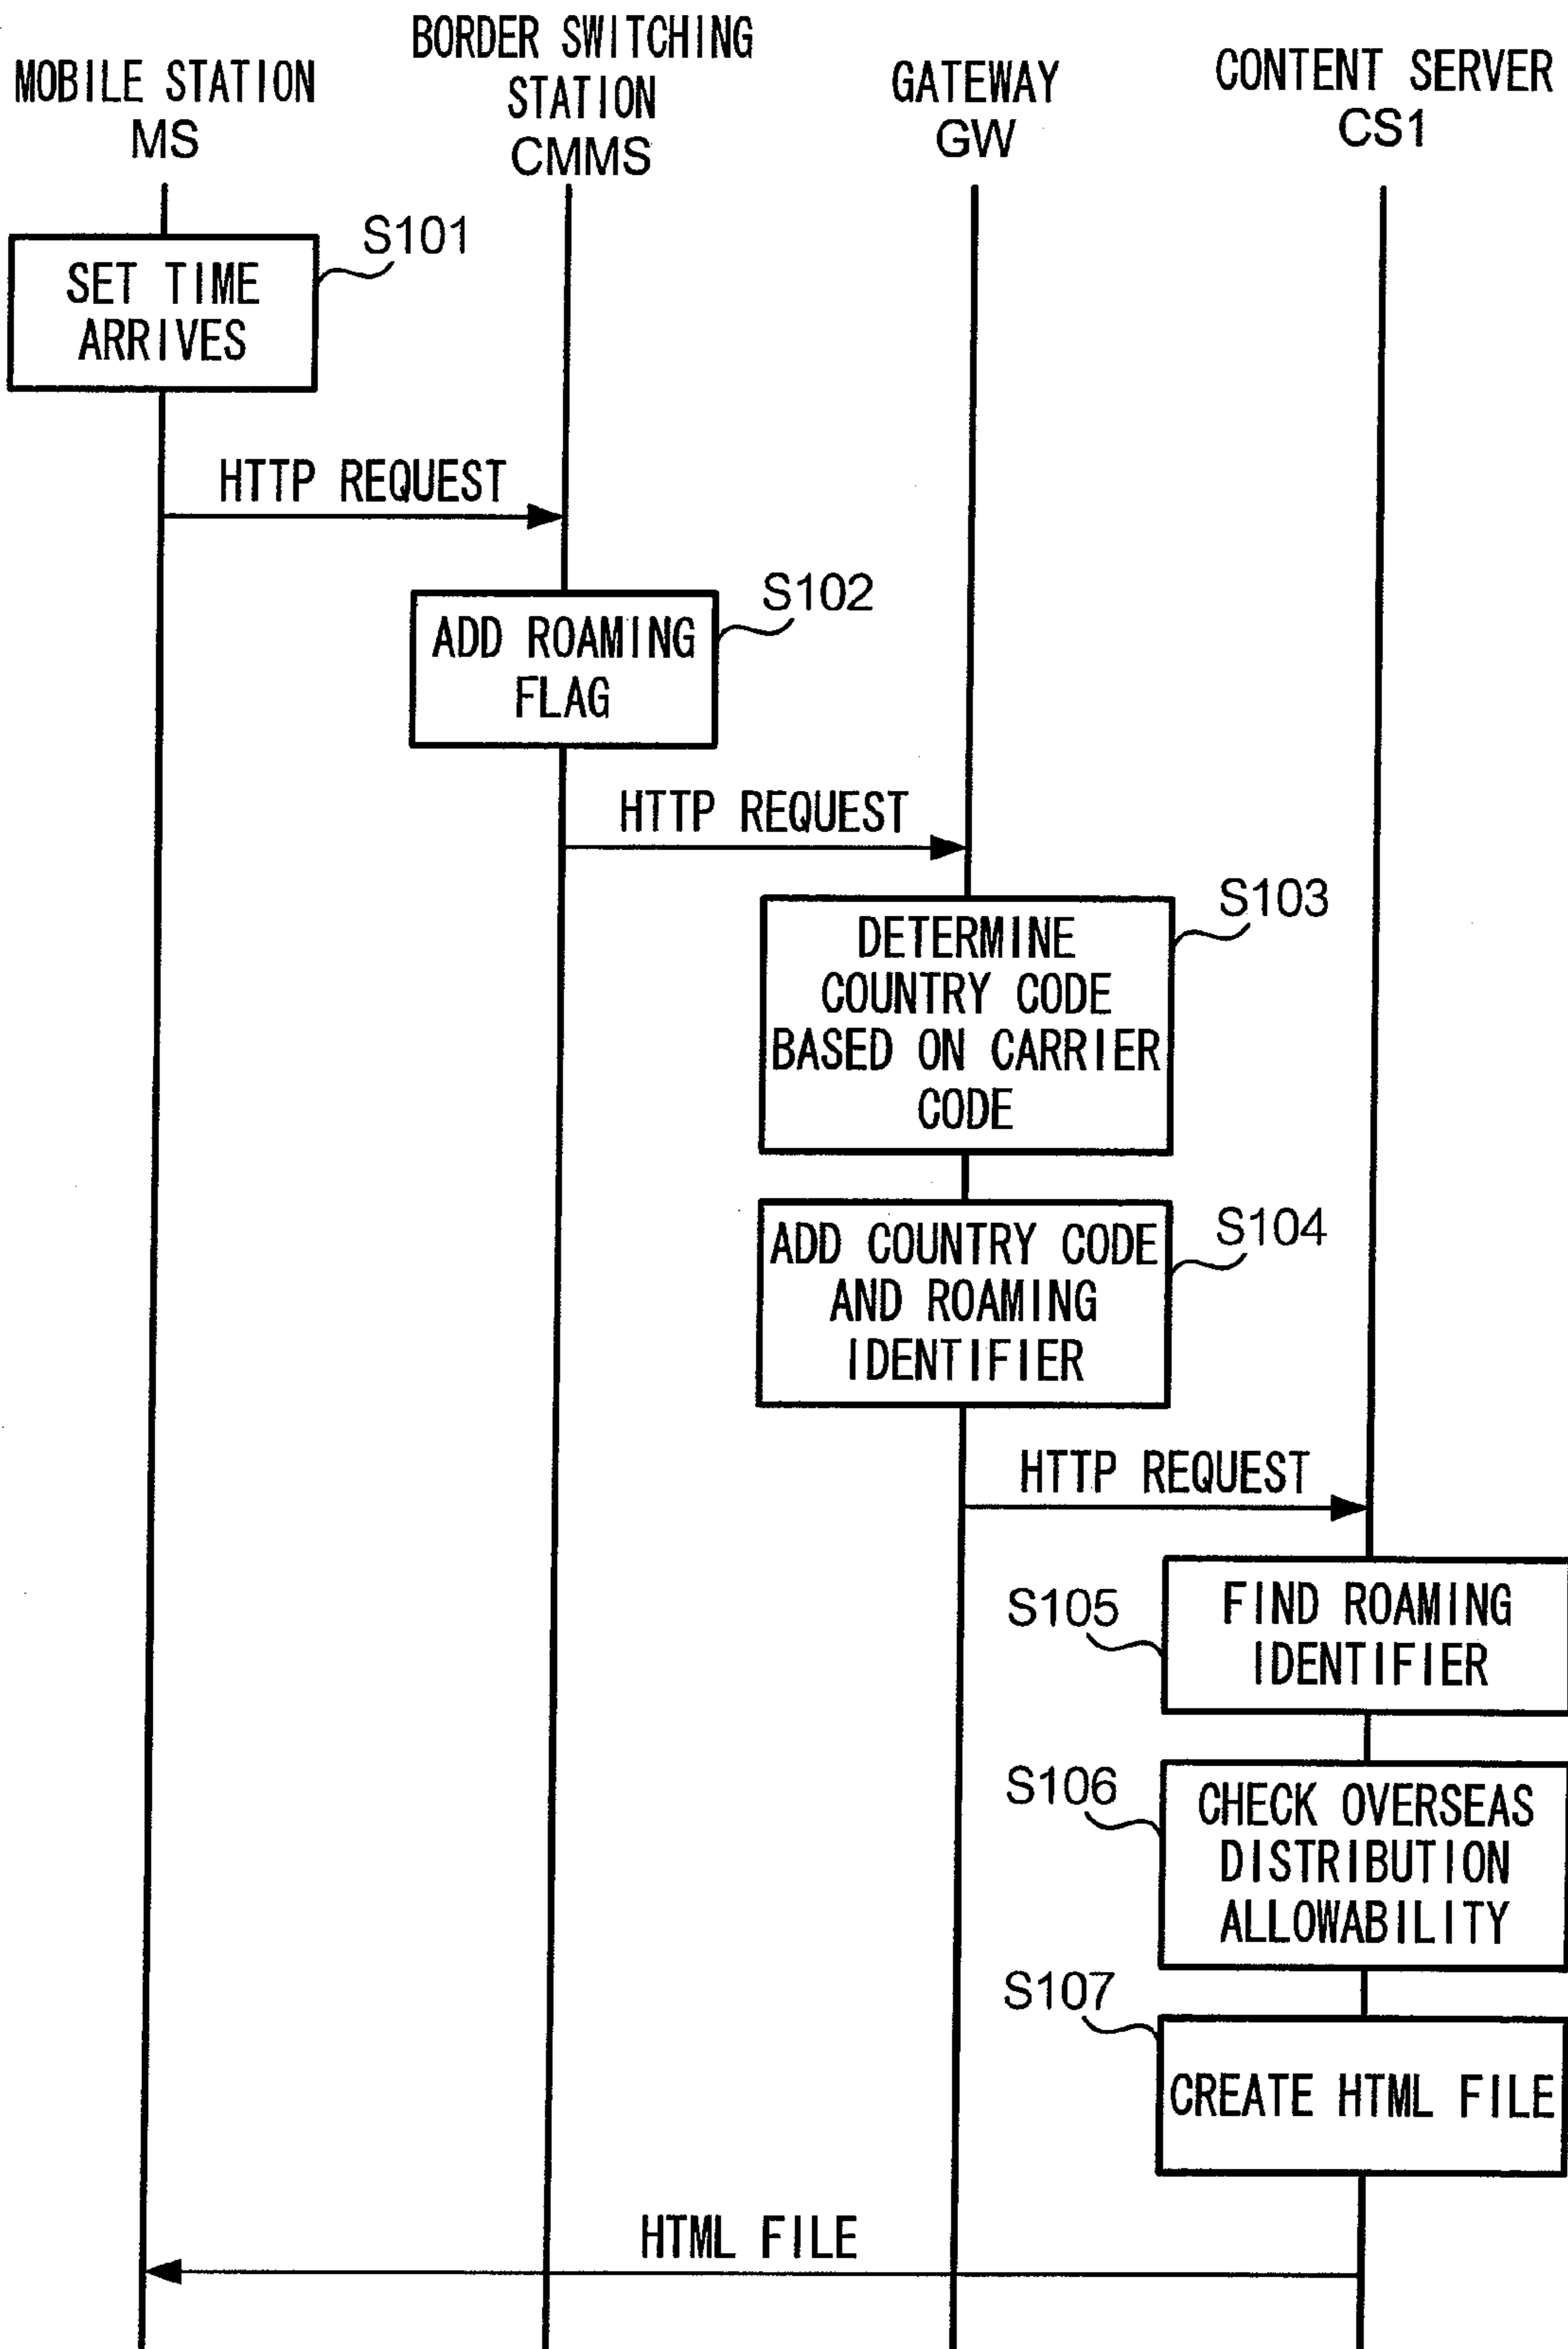 MOBILE STATION
MS
BORDER SWITCHING
STATION
CMMS
GATEWAY
GW
CONTENT SERVER
CS1
S101
SET TIME
ARRIVES
HTTP REQUEST
S102
ADD ROAMING
FLAG
HTTP REQUEST
S103
DETERMINE
COUNTRY CODE
BASED ON CARRIER
CODE
S104
ADD COUNTRY CODE
AND ROAMING
IDENTIFIER
HTTP REQUEST
S105
FIND ROAMING
IDENTIFIER
S106
CHECK OVERSEAS
DISTRIBUTION
ALLOWABILITY
S107
CREATE HTML FILE
HTML FILE